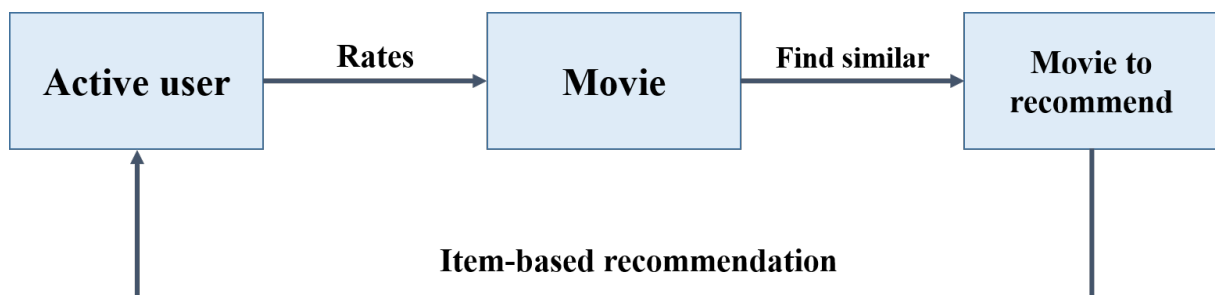 Active user
Rates
Movie
Find similar
Movie to
recommend
Item-based recommendation